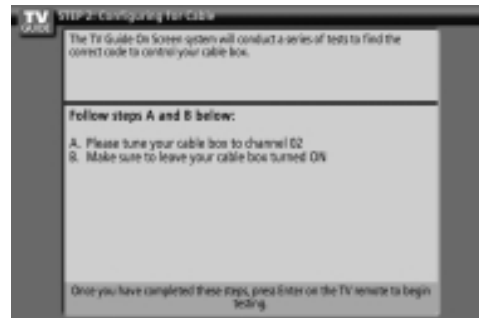 TV
GUIDE
STEP 2: Configuring for Cable
The TV Guide On Screen system will conduct a series of tests to find the
correct code to control your cable box.
Follow steps A and B below:
A. Please tune your cable box to channel 02
B. Make sure to leave your cable box turned ON
Once you have completed these steps, press Enter on the TV remote to begin
testing.